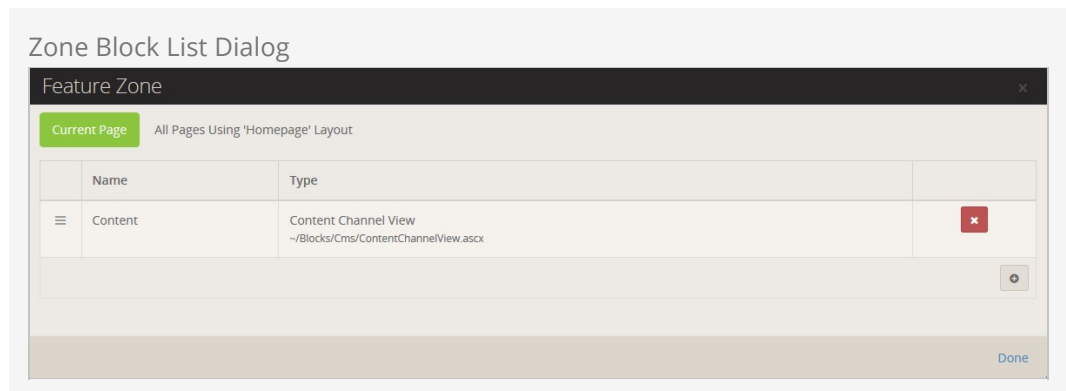 Zone Block List Dialog
Feature Zone
Current Page All Pages Using 'Homepage' Layout
Name Type
Content Content Channel View
~/Blocks/Cms/ContentChannelView.ascx
Done